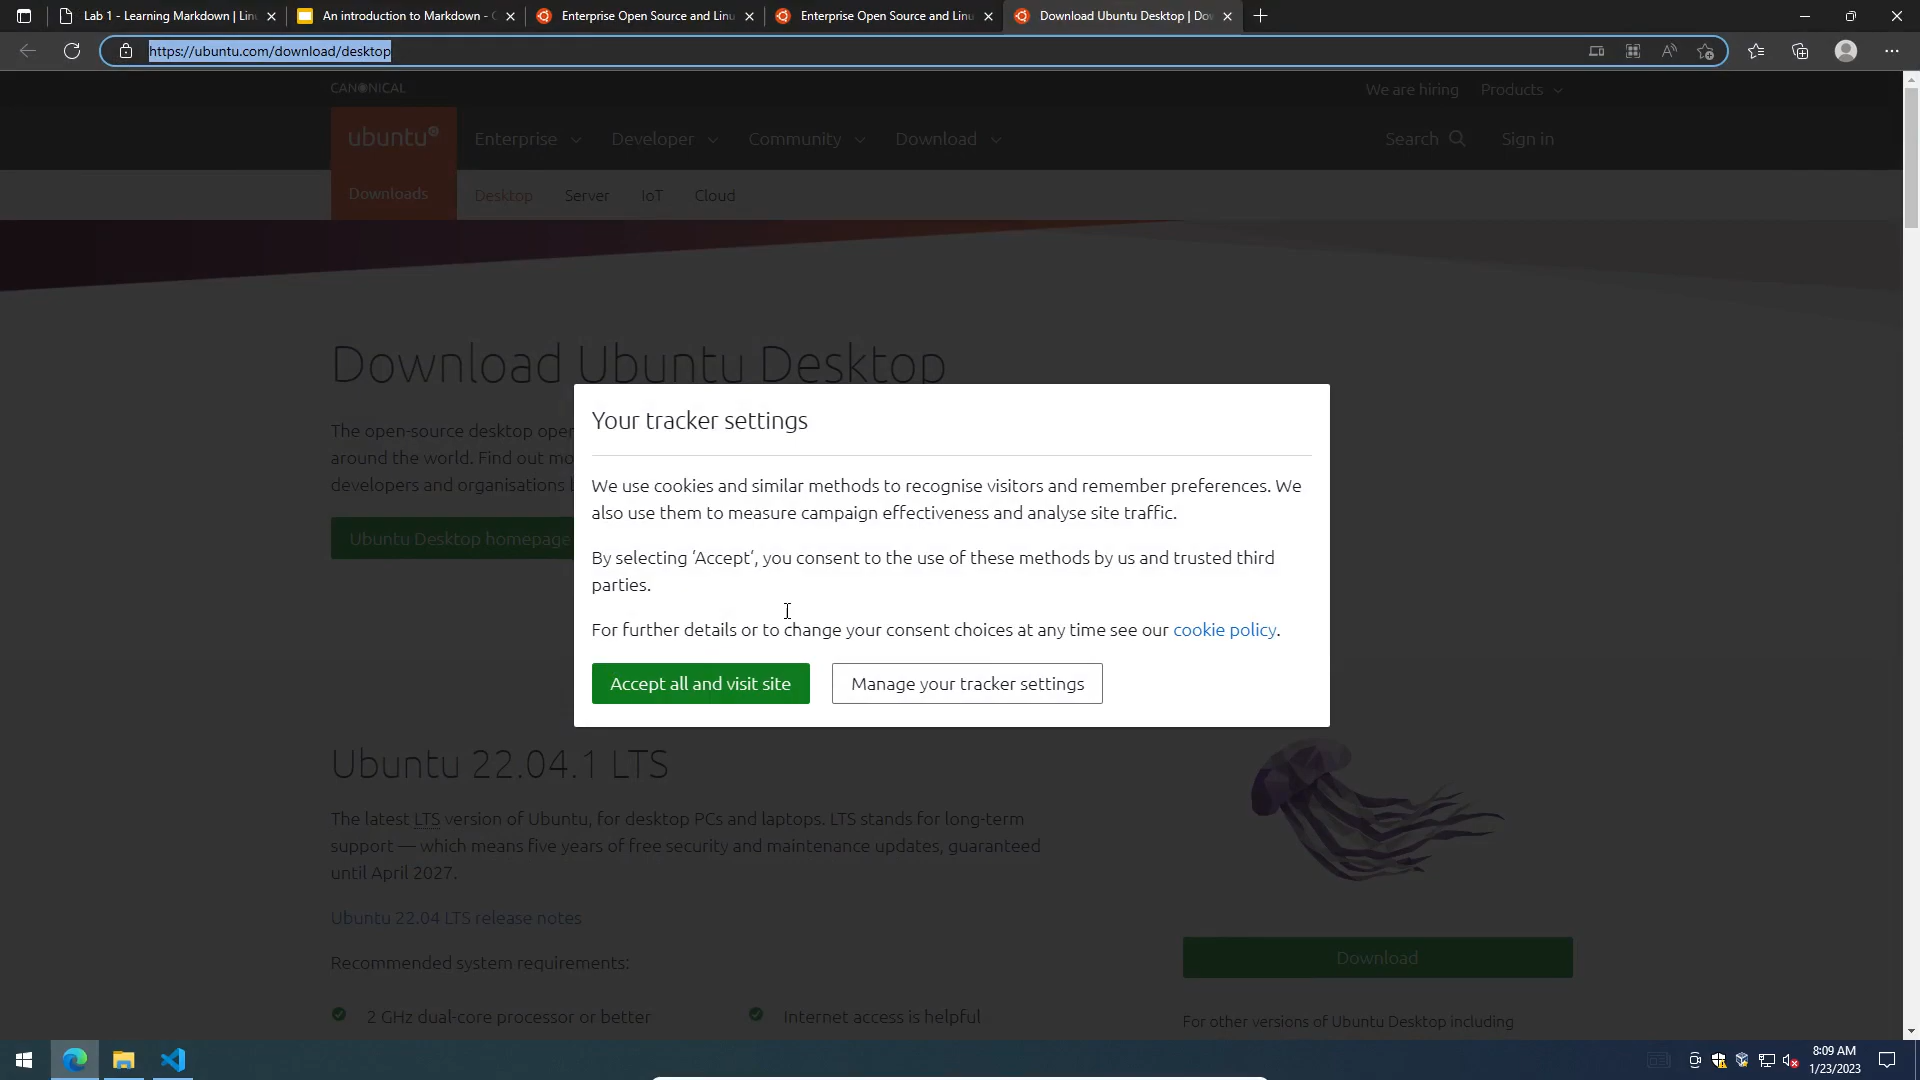 Lab 1 - Learning Markdown | Lin
An introduction to Markdown - G
Enterprise Open Source and Linu
Enterprise Open Source and Linu
Download Ubuntu Desktop | Do
https://ubuntu.com/download/desktop
CANONICAL
We are hiring Products
ubuntu® Enterprise Developer Community Download Search Sign in
Downloads Desktop Server IoT Cloud
Download Ubuntu Desktop
The open-source desktop oper
around the world. Find out mo
developers and organisations
Ubuntu Desktop homepage
Your tracker settings
We use cookies and similar methods to recognise visitors and remember preferences. We
also use them to measure campaign effectiveness and analyse site traffic.
By selecting ‘Accept‘, you consent to the use of these methods by us and trusted third
parties.
For further details or to change your consent choices at any time see our cookie policy.
Accept all and visit site Manage your tracker settings
Ubuntu 22.04.1 LTS
The latest LTS version of Ubuntu, for desktop PCs and laptops. LTS stands for long-term
support — which means five years of free security and maintenance updates, guaranteed
until April 2027.
Ubuntu 22.04 LTS release notes
Recommended system requirements:
2 GHz dual-core processor or better
Internet access is helpful
Download
For other versions of Ubuntu Desktop including
8:09 AM
1/23/2023